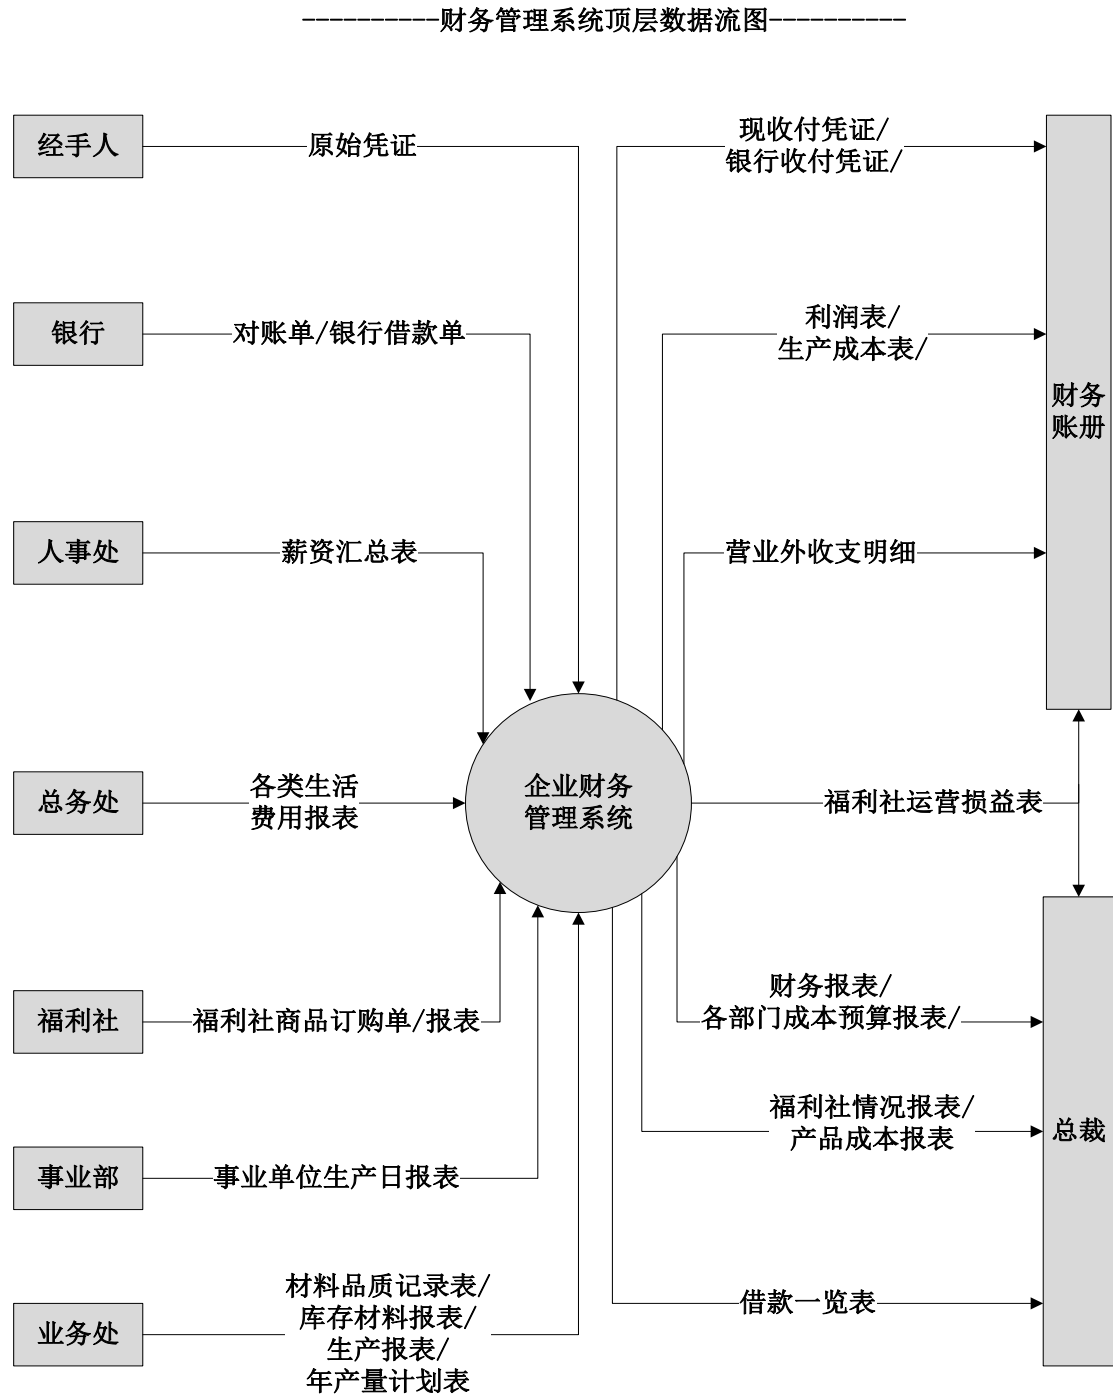 ----------财务管理系统顶层数据流图----------
经手人
原始凭证
现收付凭证/
银行收付凭证/
银行
对账单/银行借款单
利润表/
生产成本表/
财务
账册
人事处
薪资汇总表
营业外收支明细
总务处
各类生活
费用报表
企业财务
管理系统
福利社运营损益表
福利社
福利社商品订购单/报表
财务报表/
各部门成本预算报表/
福利社情况报表/
产品成本报表
总裁
事业部
事业单位生产日报表
业务处
材料品质记录表/
库存材料报表/
生产报表/
年产量计划表
借款一览表